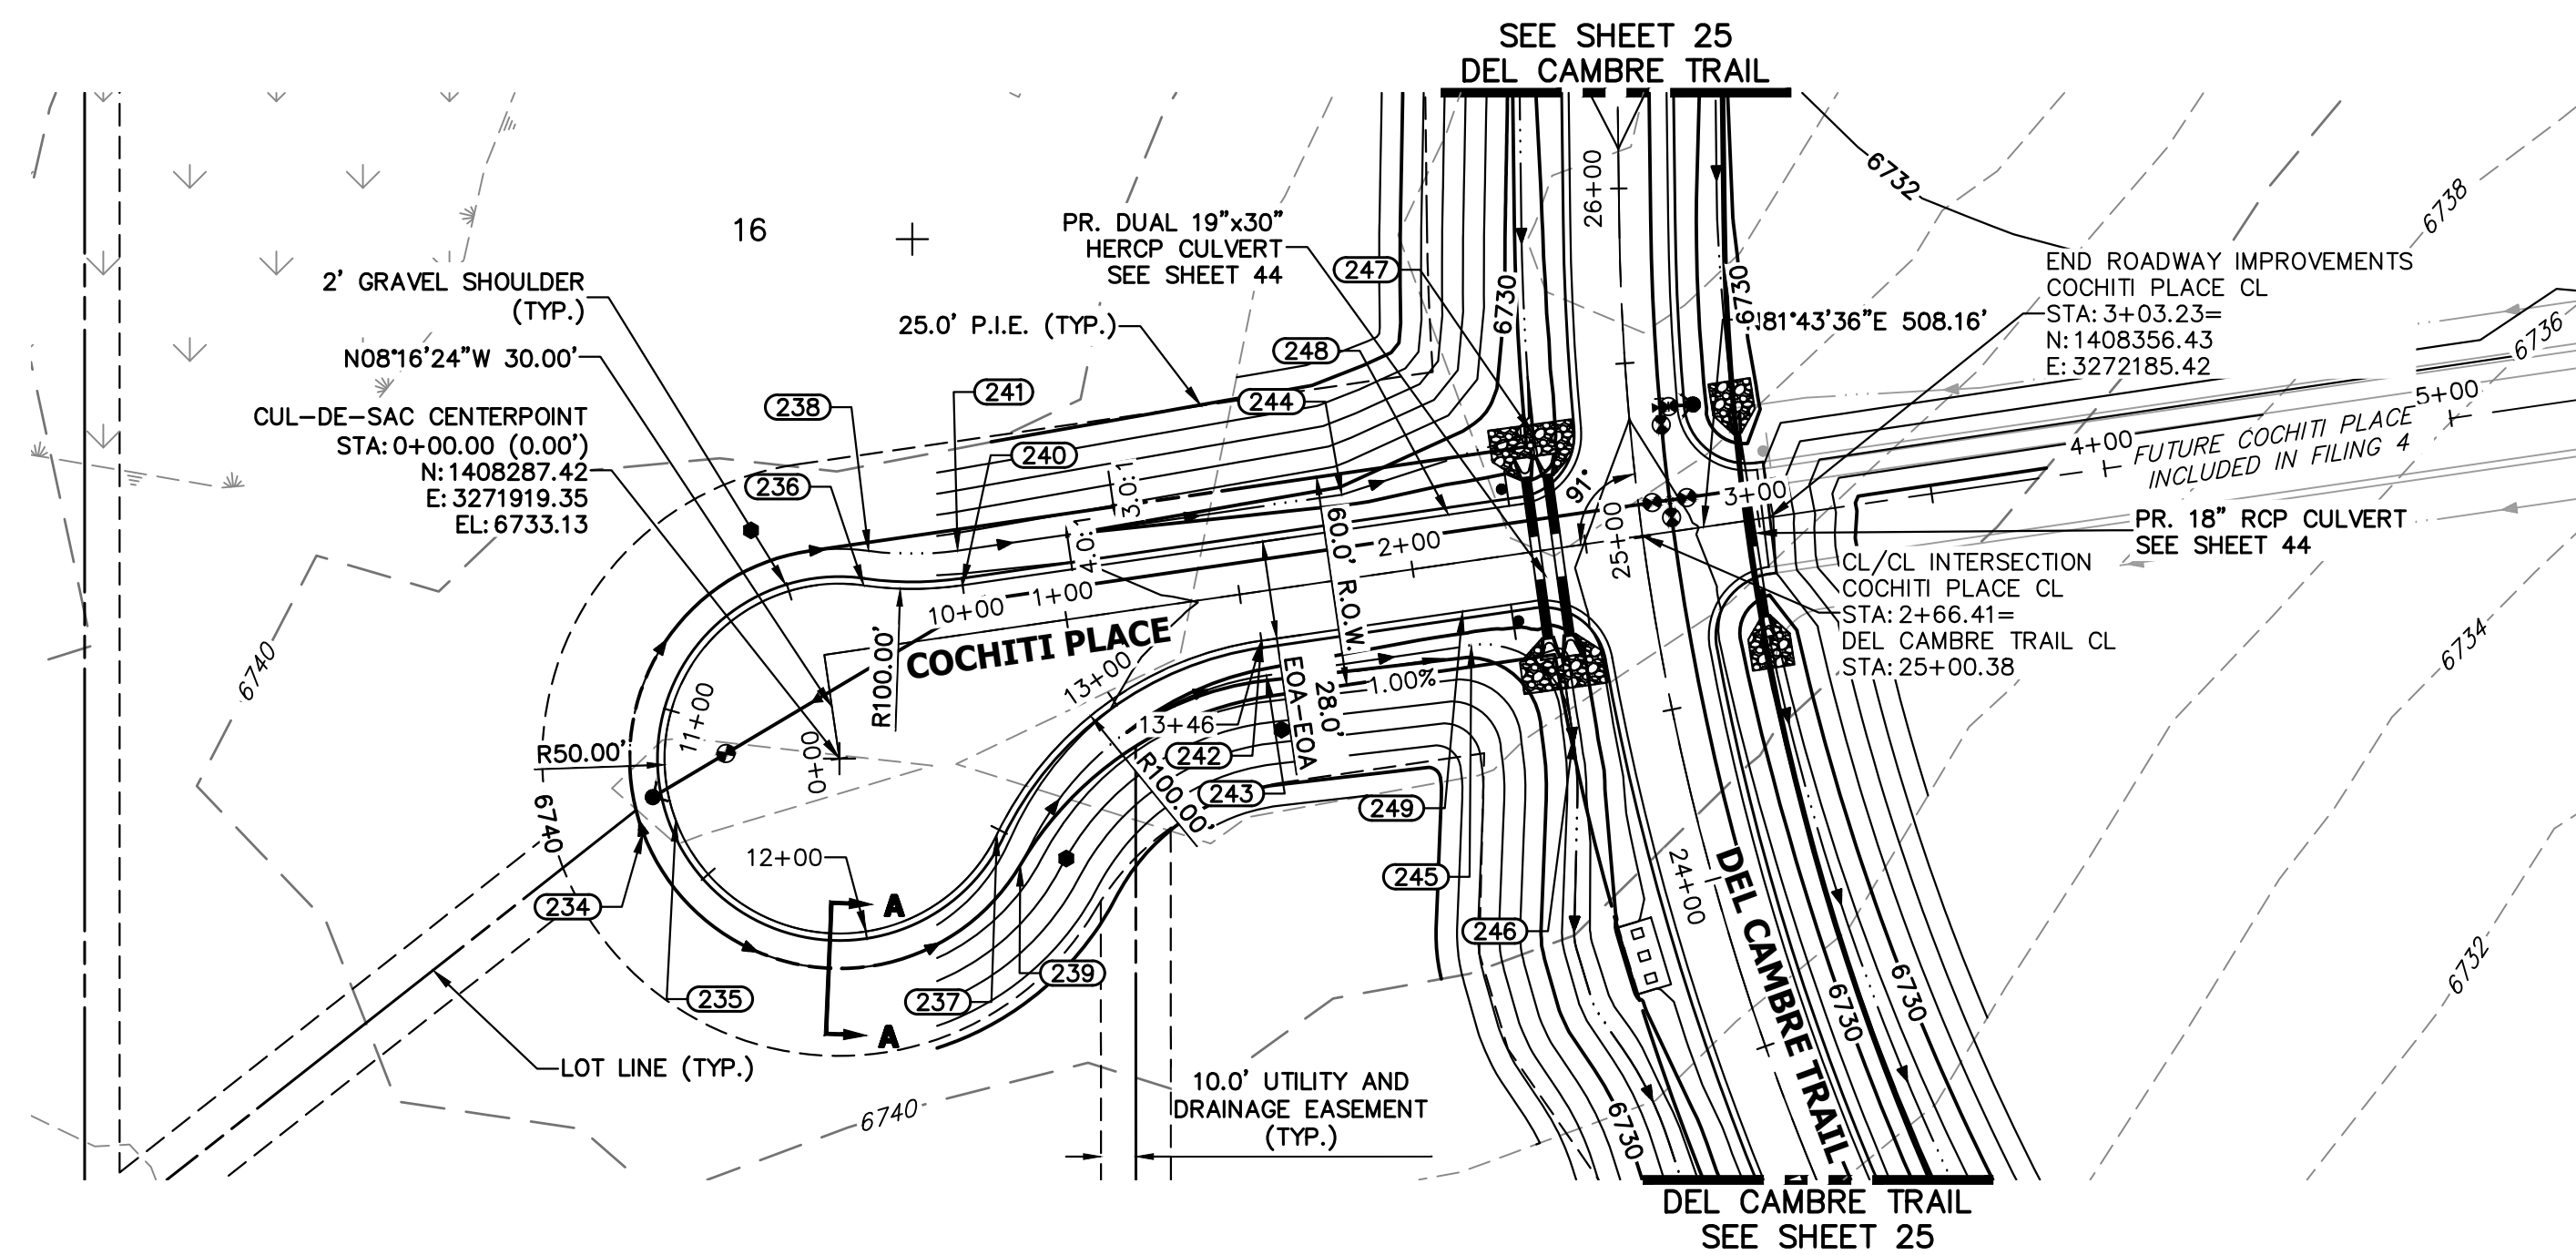 SEE SHEET 25
DEL CAMBRE TRAIL
16
2' GRAVEL SHOULDER
(TYP.)
N08°16'24"W 30.00'
CUL-DE-SAC CENTERPOINT
STA: 0+00.00 (0.00')
N: 1408287.42
E: 3271919.35
EL: 6733.13
PR. DUAL 19"x30"
HERCP CULVERT
SEE SHEET 44
25.0' P.I.E. (TYP.)
247
248
244
241
238
240
236
26+00
6730
6730
6732
6738
N81°43'36"E 508.16'
END ROADWAY IMPROVEMENTS
COCHITI PLACE CL
STA: 3+03.23=
N: 1408356.43
E: 3272185.42
6736
5+00
4+00
FUTURE COCHITI PLACE
INCLUDED IN FILING 4
3+00
PR. 18" RCP CULVERT
SEE SHEET 44
CL/CL INTERSECTION
COCHITI PLACE CL
STA: 2+66.41=
DEL CAMBRE TRAIL CL
STA: 25+00.38
91°
25+00
3.0:1
4.0:1
60.0' R.O.W.
2+00
1+00
10+00
COCHITI PLACE
R100.00'
13+00
EOA-EOA
28.0'
1.00%
13+46
242
243
R100.00'
249
245
246
11+00
0+00
R50.00'
6740
6740
12+00
234
235
237
239
A
A
LOT LINE (TYP.)
6740
10.0' UTILITY AND
DRAINAGE EASEMENT
(TYP.)
24+00
DEL CAMBRE TRAIL
6730
6730
6730
6734
6732
DEL CAMBRE TRAIL
SEE SHEET 25